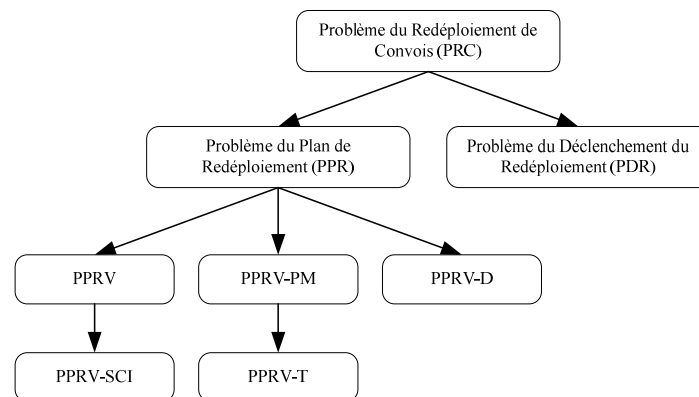 Problème du Redéploiement de
Convois (PRC)
Problème du Plan de
Redéploiement (PPR)
Problème du Déclenchement du
Redéploiement (PDR)
PPRV
PPRV-PM
PPRV-D
PPRV-SCI
PPRV-T